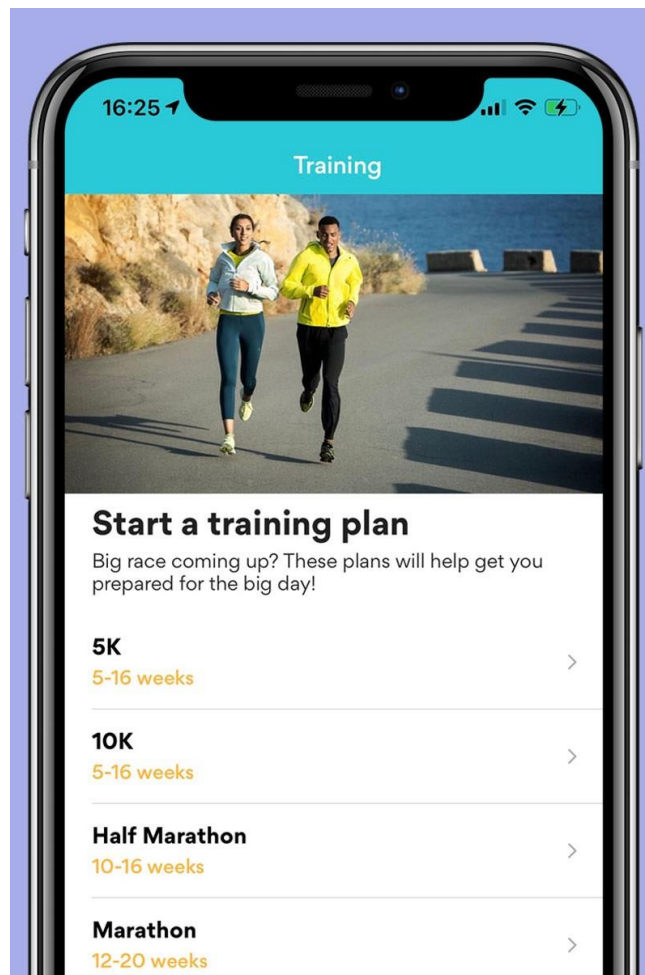 16:25
Training
Start a training plan
Big race coming up? These plans will help get you
prepared for the big day!
5K
5-16 weeks
10K
5-16 weeks
Half Marathon
10-16 weeks
Marathon
12-20 weeks